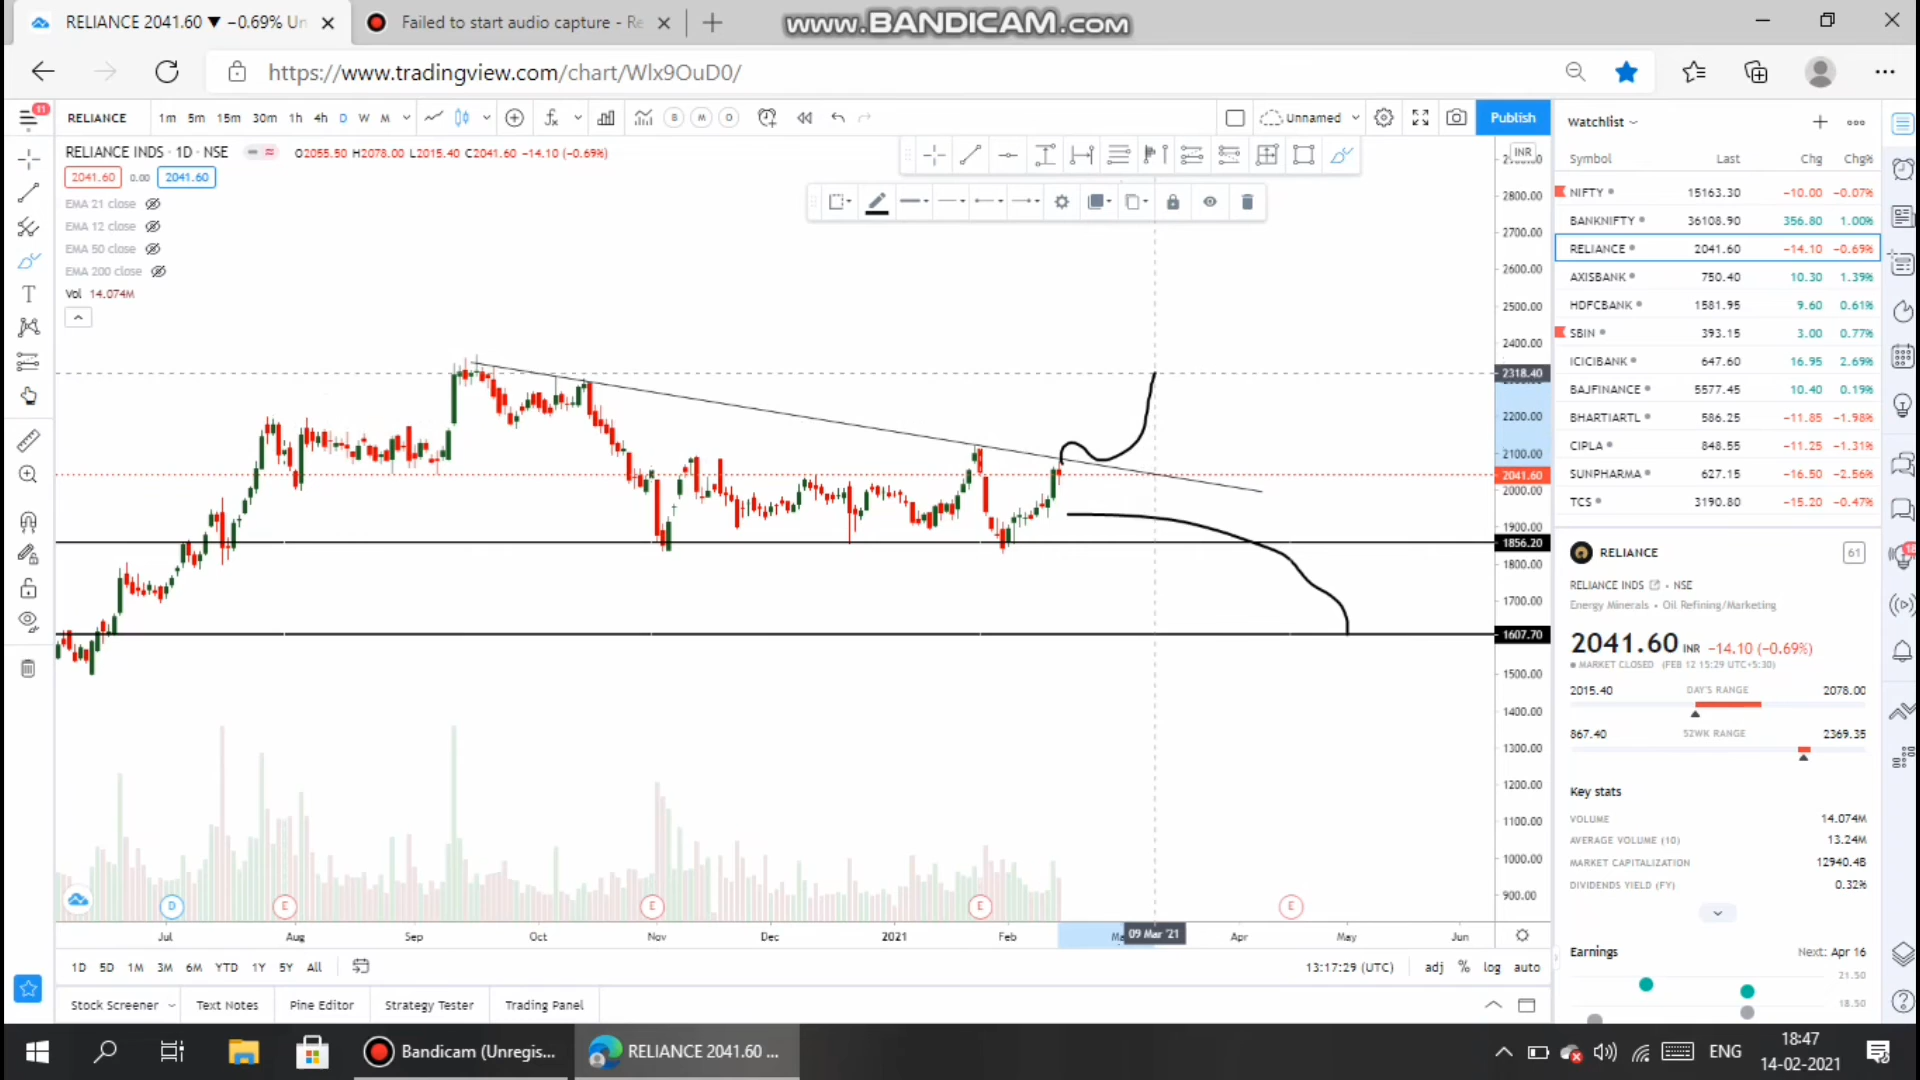 RELIANCE 2041.60 ▼ −0.69% Un
Failed to start audio capture - Re
www.BANDICAM.com
https://www.tradingview.com/chart/Wlx9OuD0/
11
RELIANCE 1m 5m 15m 30m 1h 4h D W M B M O Unnamed Publish
RELIANCE INDS · 1D · NSE O2055.50 H2078.00 L2015.40 C2041.60 −14.10 (−0.69%)
2041.60 0.00 2041.60
EMA 21 close
EMA 12 close
EMA 50 close
EMA 200 close
Vol 14.074M
INR
2800.00
2700.00
2600.00
2500.00
2400.00
2318.40
2200.00
2100.00
2041.60
2000.00
1900.00
1856.20
1800.00
1700.00
1607.70
1500.00
1400.00
1300.00
1200.00
1100.00
1000.00
900.00
D E E E E
Jul Aug Sep Oct Nov Dec 2021 Feb 09 Mar '21 Apr May Jun
1D 5D 1M 3M 6M YTD 1Y 5Y All 13:17:29 (UTC) adj % log auto
Stock Screener Text Notes Pine Editor Strategy Tester Trading Panel
Watchlist
Symbol Last Chg Chg%
NIFTY 15163.30 −10.00 −0.07%
BANKNIFTY 36108.90 356.80 1.00%
RELIANCE 2041.60 −14.10 −0.69%
AXISBANK 750.40 10.30 1.39%
HDFCBANK 1581.95 9.60 0.61%
SBIN 393.15 3.00 0.77%
ICICIBANK 647.60 16.95 2.69%
BAJFINANCE 5577.45 10.40 0.19%
BHARTIARTL 586.25 −11.85 −1.98%
CIPLA 848.55 −11.25 −1.31%
SUNPHARMA 627.15 −16.50 −2.56%
TCS 3190.80 −15.20 −0.47%
RELIANCE 61
RELIANCE INDS • NSE
Energy Minerals • Oil Refining/Marketing
2041.60 INR −14.10 (−0.69%)
MARKET CLOSED (FEB 12 15:29 UTC+5:30)
2015.40 DAY'S RANGE 2078.00
867.40 52WK RANGE 2369.35
Key stats
VOLUME 14.074M
AVERAGE VOLUME (10) 13.24M
MARKET CAPITALIZATION 12940.4B
DIVIDENDS YIELD (FY) 0.32%
Earnings Next: Apr 16
21.50
18.50
Bandicam (Unregis...
RELIANCE 2041.60 ...
ENG
18:47
14-02-2021